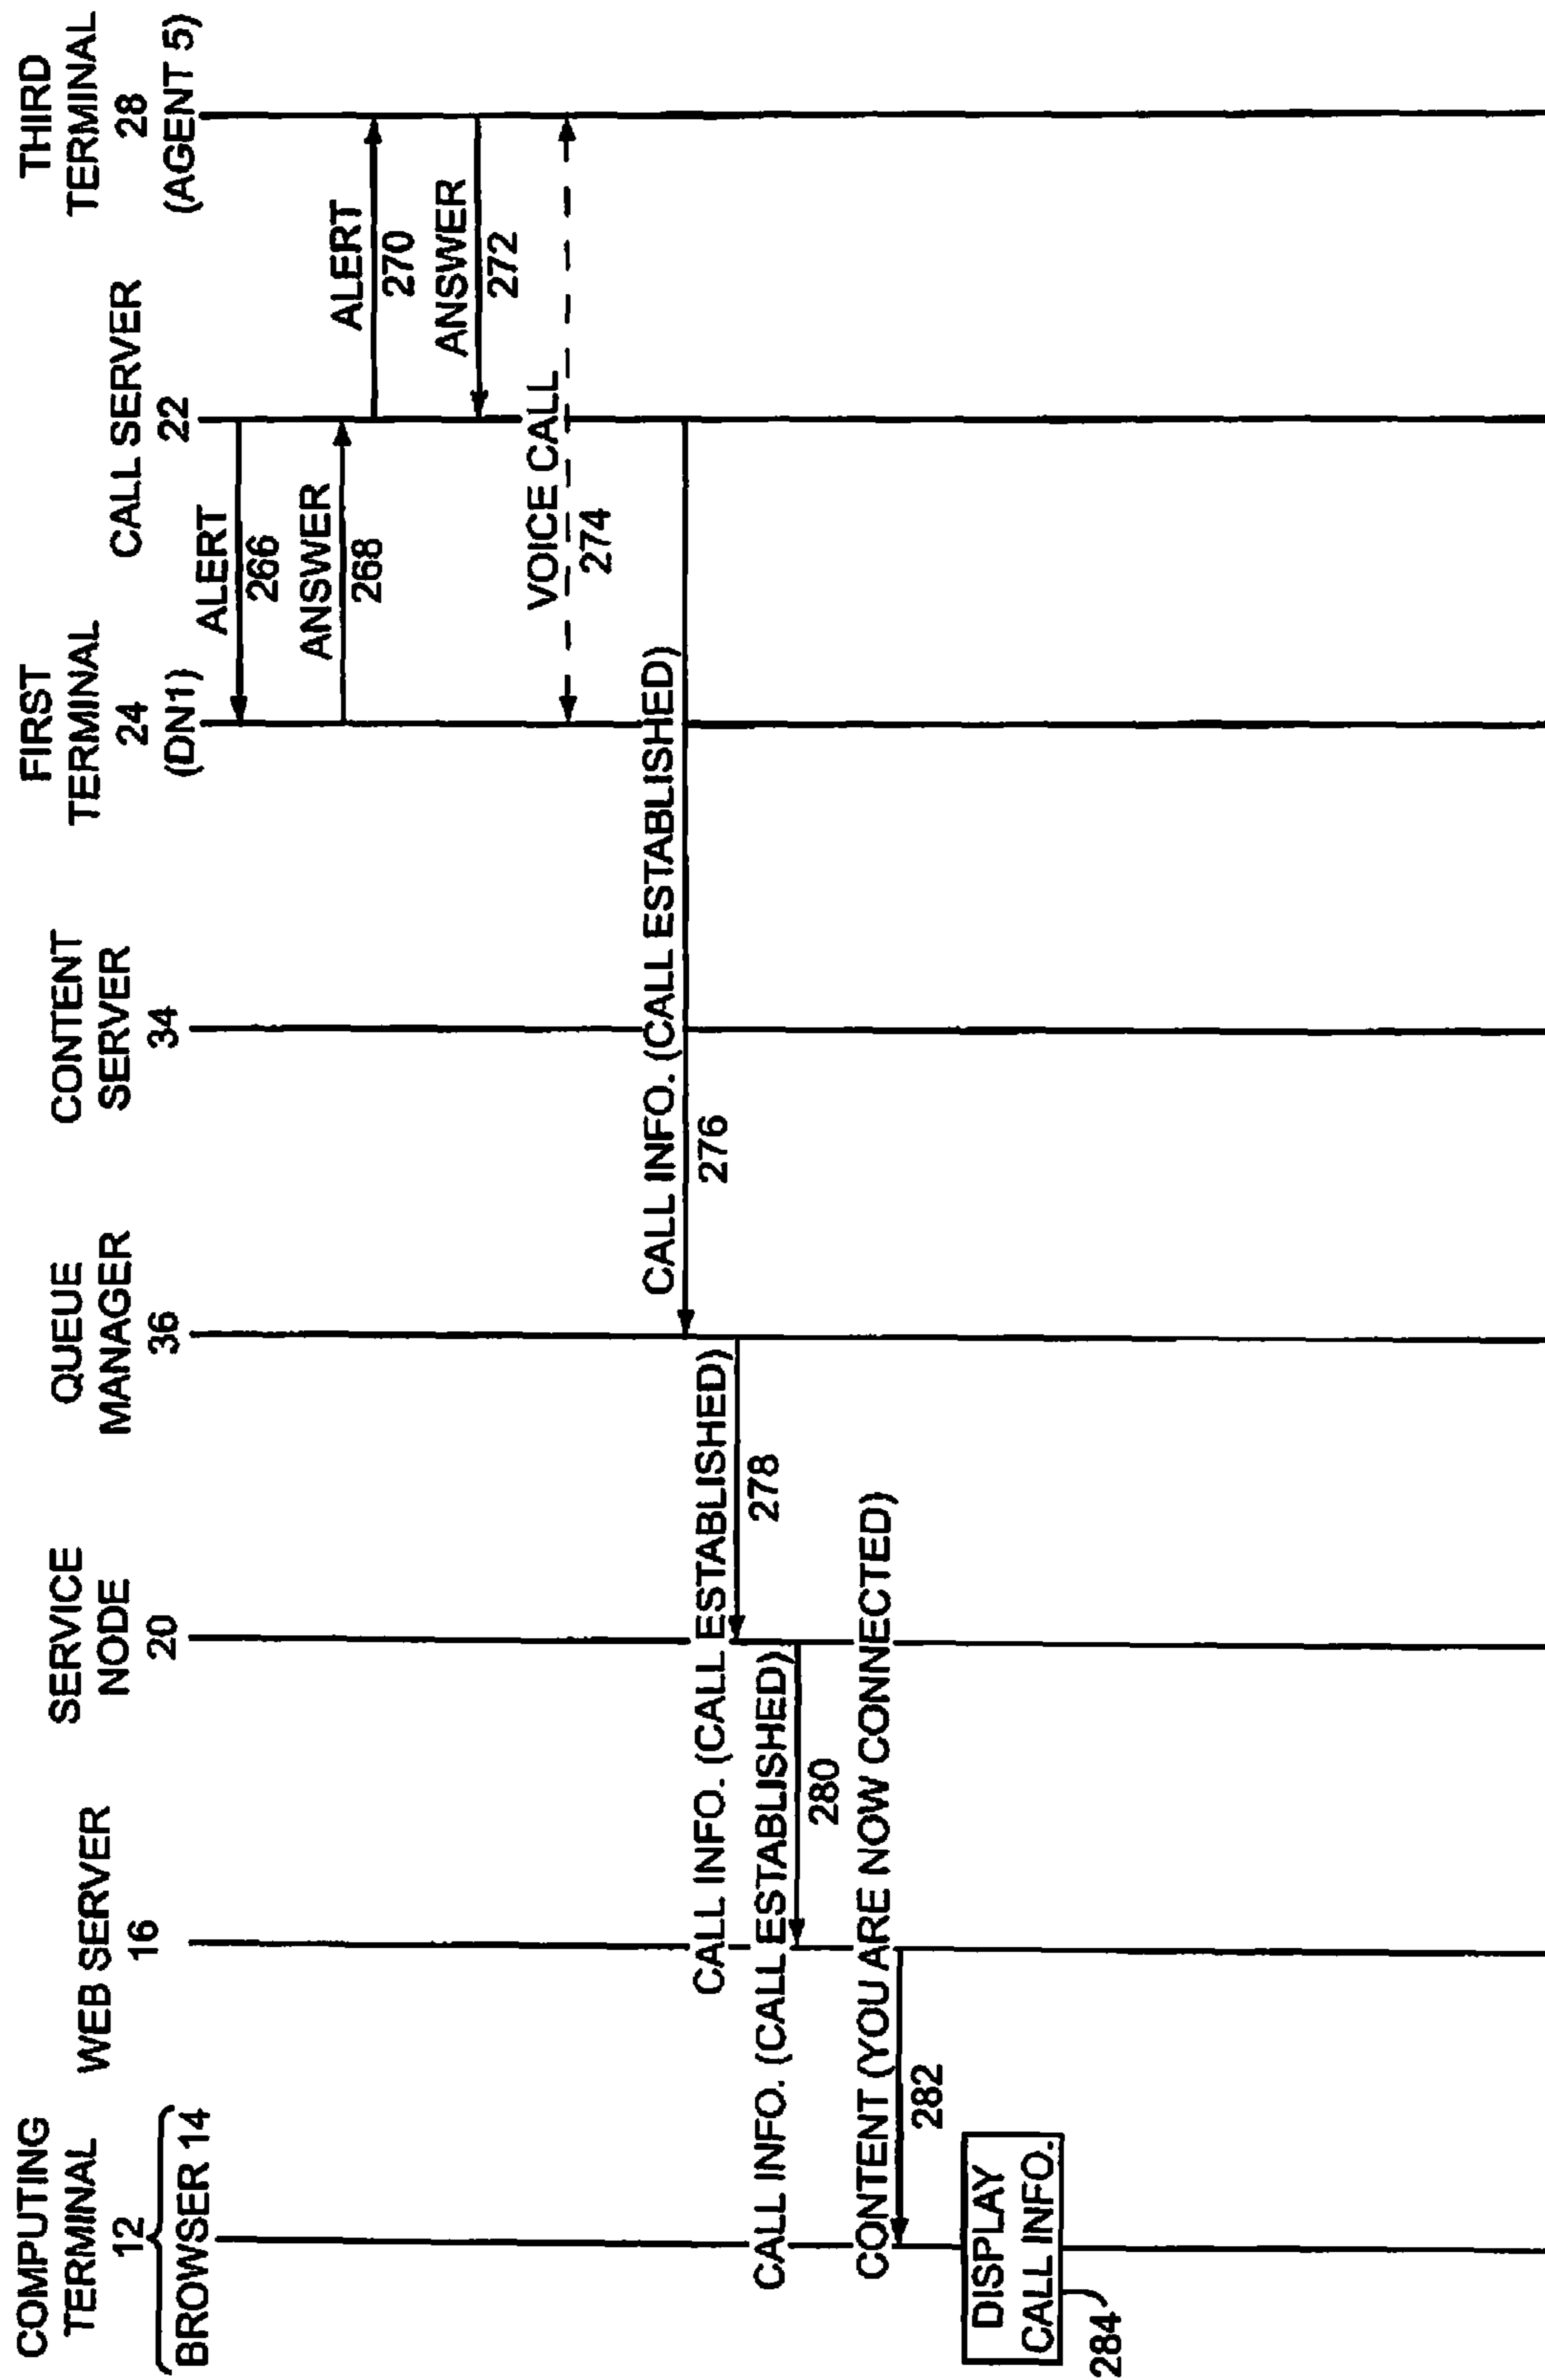 COMPUTING
TERMINAL
12
BROWSER 14
WEB SERVER
16
SERVICE
NODE
20
QUEUE
MANAGER
36
CONTENT
SERVER
34
FIRST
TERMINAL
24
(DN1)
CALL SERVER
22
THIRD
TERMINAL
28
(AGENT 5)
ALERT
266
ANSWER
268
ALERT
270
ANSWER
272
VOICE CALL
274
CALL INFO. (CALL ESTABLISHED)
276
CALL INFO. (CALL ESTABLISHED)
278
CALL INFO. (CALL ESTABLISHED)
280
CONTENT (YOU ARE NOW CONNECTED)
282
DISPLAY
CALL INFO.
284